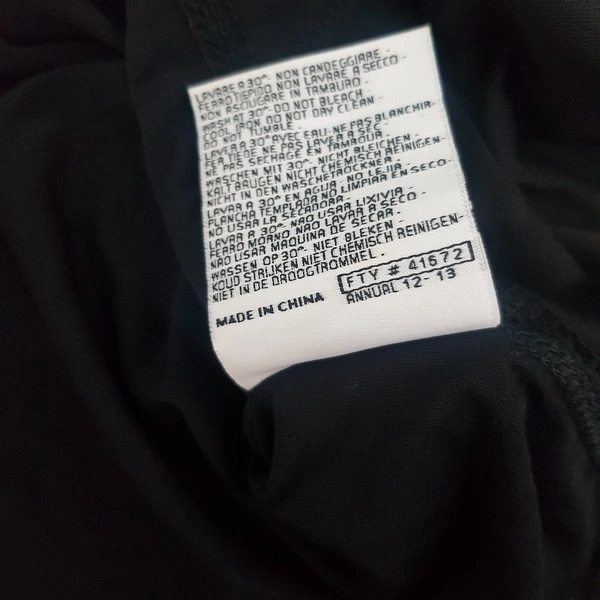 LAVARE A 30^- NON CANDEGGIARE-
FERRO TIEPIDO NON LAVARE A SECCO-
NON ASCIUGARE IN TAMBURO-
WASH AT 30^- DO NOT BLEACH-
COOL IRON DO NOT DRY CLEAN-
DO NOT TUMBLE-
LAVER A 30^ AVEC EAU-NE PAS BLANCHIR-
FER TIEDE NE PAS LAVER A SEC-
NE PAS SECHAGE EN TAMBOUR-
WASCHEN MIT 30^- NICHT BLEICHEN-
KALT BAUGEN NICHT CHEMISCH REINIGEN-
NICHT IN DEN WASCHETROCKNER-
LAVAR A 30^ EN AGUA- NO LEJIA-
PLANCHA TEMPLADA NO LIMPIAR EN SECO-
NO USAR LA SECADORA-
LAVAR A 30^- NÃO USAR LIXIVIA-
FERRO MORNO NÃO LAVAR A SECO-
NÃO USAR MAQUINA DE SECAR-
WASSEN OP 30^- NIET BLEKEN-
KOUD STRIJKEN NIET CHEMISCH REINIGEN-
NIET IN DE DROOGTROMMEL-
FTY # 41672
MADE IN CHINA
ANNUAL 12-13